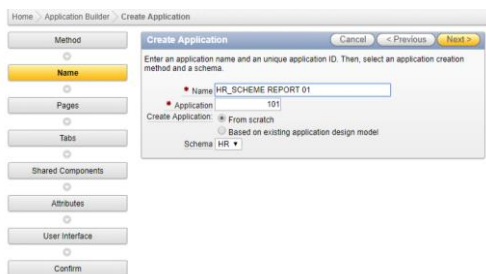 Home > Application Builder > Create Application
Method
Name
Pages
Tabs
Shared Components
Attributes
User Interface
Confirm
Create Application
Cancel
< Previous
Next >
Enter an application name and an unique application ID. Then, select an application creation
method and a schema.
* Name HR_SCHEME REPORT 01
* Application 101
Create Application: From scratch
Based on existing application design model
Schema HR